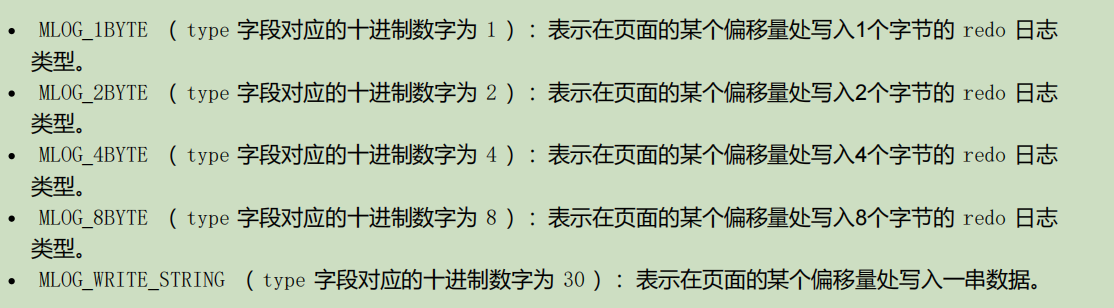 • MLOG_1BYTE （ type 字段对应的十进制数字为 1 ）：表示在页面的某个偏移量处写入1个字节的 redo 日志
类型。
• MLOG_2BYTE （ type 字段对应的十进制数字为 2 ）：表示在页面的某个偏移量处写入2个字节的 redo 日志
类型。
• MLOG_4BYTE （ type 字段对应的十进制数字为 4 ）：表示在页面的某个偏移量处写入4个字节的 redo 日志
类型。
• MLOG_8BYTE （ type 字段对应的十进制数字为 8 ）：表示在页面的某个偏移量处写入8个字节的 redo 日志
类型。
• MLOG_WRITE_STRING （ type 字段对应的十进制数字为 30 ）：表示在页面的某个偏移量处写入一串数据。